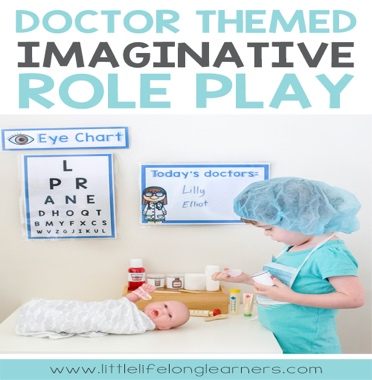 DOCTOR THEMED
IMAGINATIVE
ROLE PLAY
Eye Chart
L
P R
A N E
D H O Q T
B M Y F X C S
W V Z G J K U L
Today's doctors:
Lilly
Elliot
www.littlelifelonglearners.com